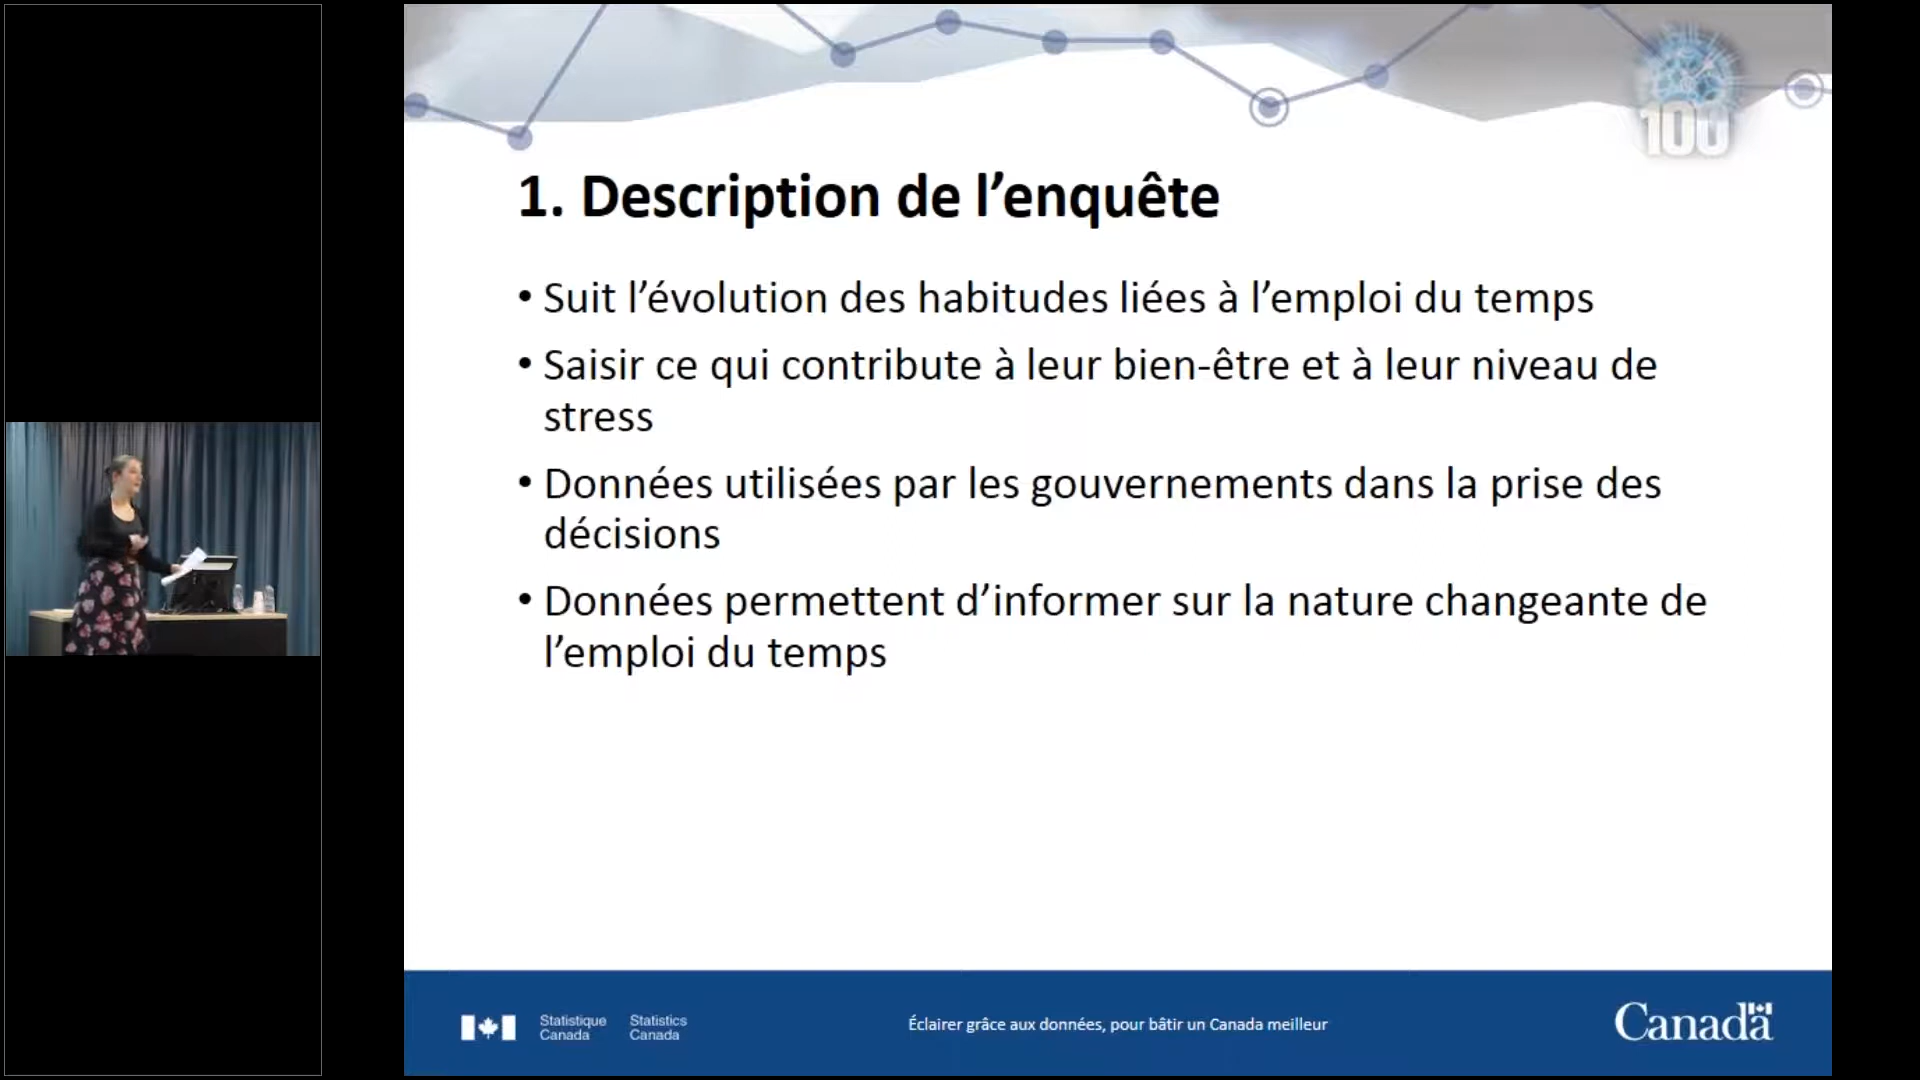 100
1. Description de l’enquête
• Suit l’évolution des habitudes liées à l’emploi du temps
• Saisir ce qui contribute à leur bien-être et à leur niveau de
stress
• Données utilisées par les gouvernements dans la prise des
décisions
• Données permettent d’informer sur la nature changeante de
l’emploi du temps
Statistique
Canada
Statistics
Canada
Éclairer grâce aux données, pour bâtir un Canada meilleur
Canada